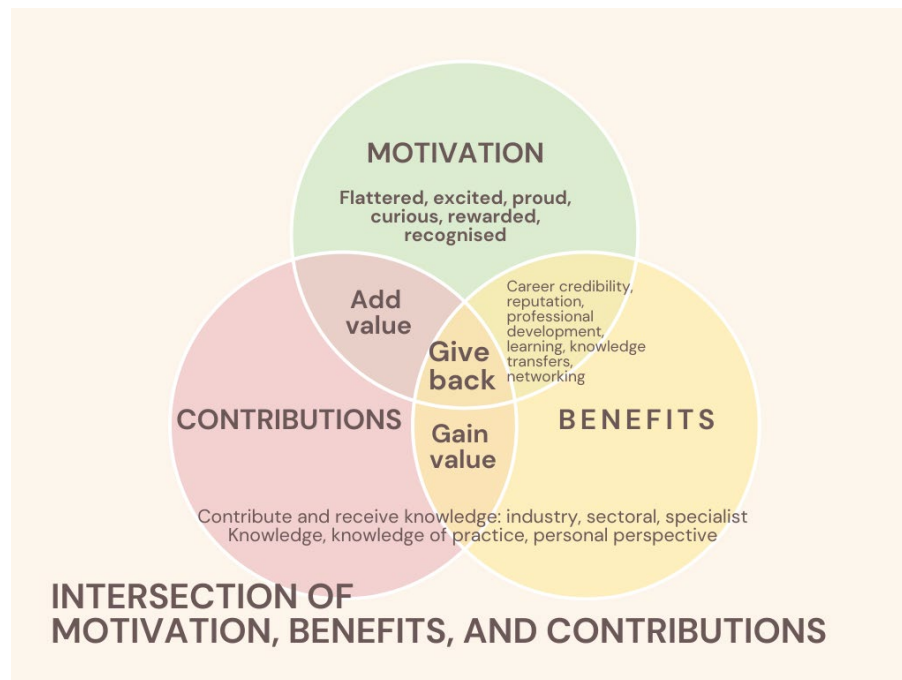 MOTIVATION
Flattered, excited, proud,
curious, rewarded,
recognised
Add
value
Career credibility,
reputation,
professional
development,
learning, knowledge
transfers,
networking
Give
back
CONTRIBUTIONS
BENEFITS
Gain
value
Contribute and receive knowledge: industry, sectoral, specialist
Knowledge, knowledge of practice, personal perspective
INTERSECTION OF
MOTIVATION, BENEFITS, AND CONTRIBUTIONS